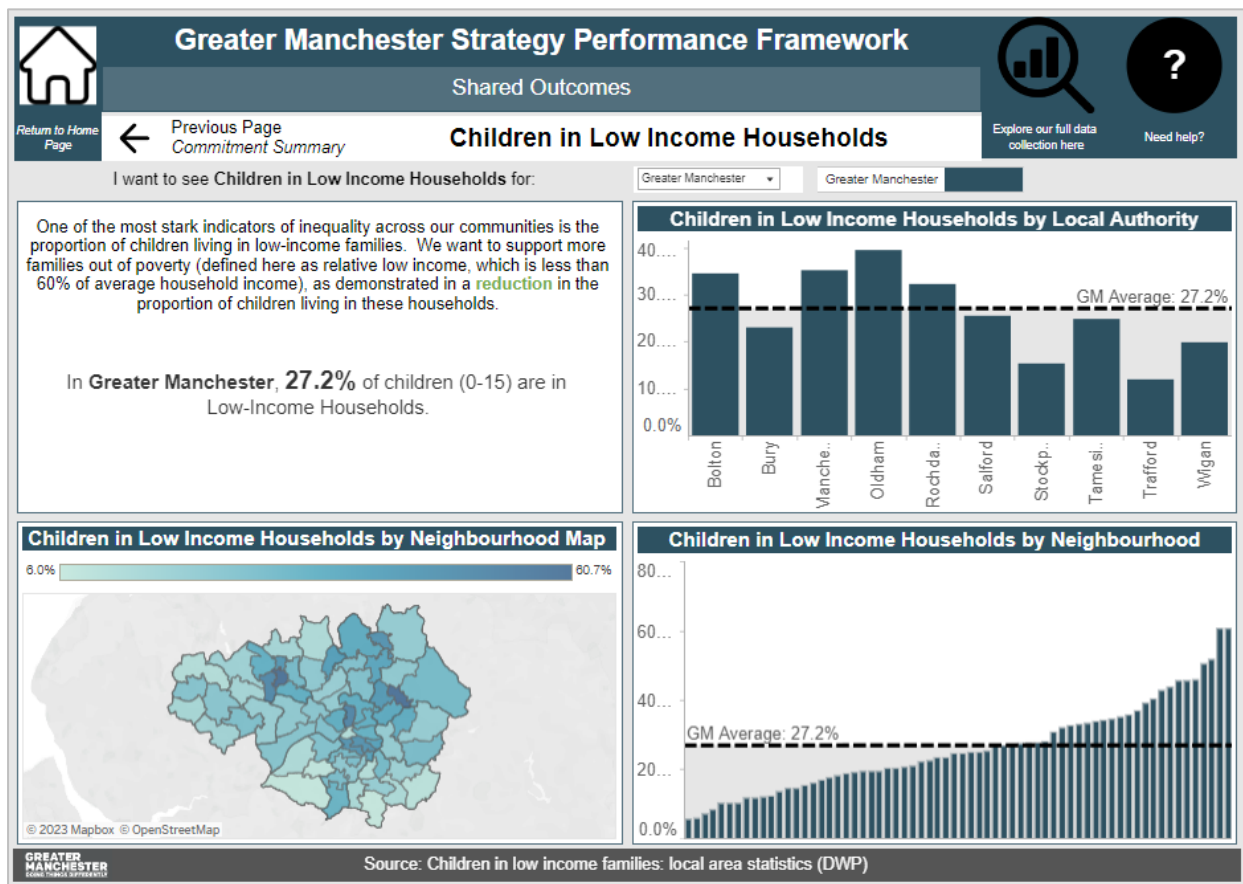 Greater Manchester Strategy Performance Framework
Shared Outcomes
Return to Home
Page
Previous Page
Commitment Summary
Children in Low Income Households
Explore our full data
collection here
?
Need help?
I want to see Children in Low Income Households for:
Greater Manchester
Greater Manchester
One of the most stark indicators of inequality across our communities is the
proportion of children living in low-income families. We want to support more
families out of poverty (defined here as relative low income, which is less than
60% of average household income), as demonstrated in a reduction in the
proportion of children living in these households.
In Greater Manchester, 27.2% of children (0-15) are in
Low-Income Households.
Children in Low Income Households by Local Authority
40....
30....
20....
10....
0.0%
GM Average: 27.2%
Bolton
Bury
Manche..
Oldham
Rochda..
Salford
Stockp..
Tamesi..
Trafford
Wigan
Children in Low Income Households by Neighbourhood Map
6.0%
60.7%
© 2023 Mapbox © OpenStreetMap
Children in Low Income Households by Neighbourhood
80...
60...
40...
20...
0.0%
GM Average: 27.2%
GREATER
MANCHESTER
DOING THINGS DIFFERENTLY
Source: Children in low income families: local area statistics (DWP)